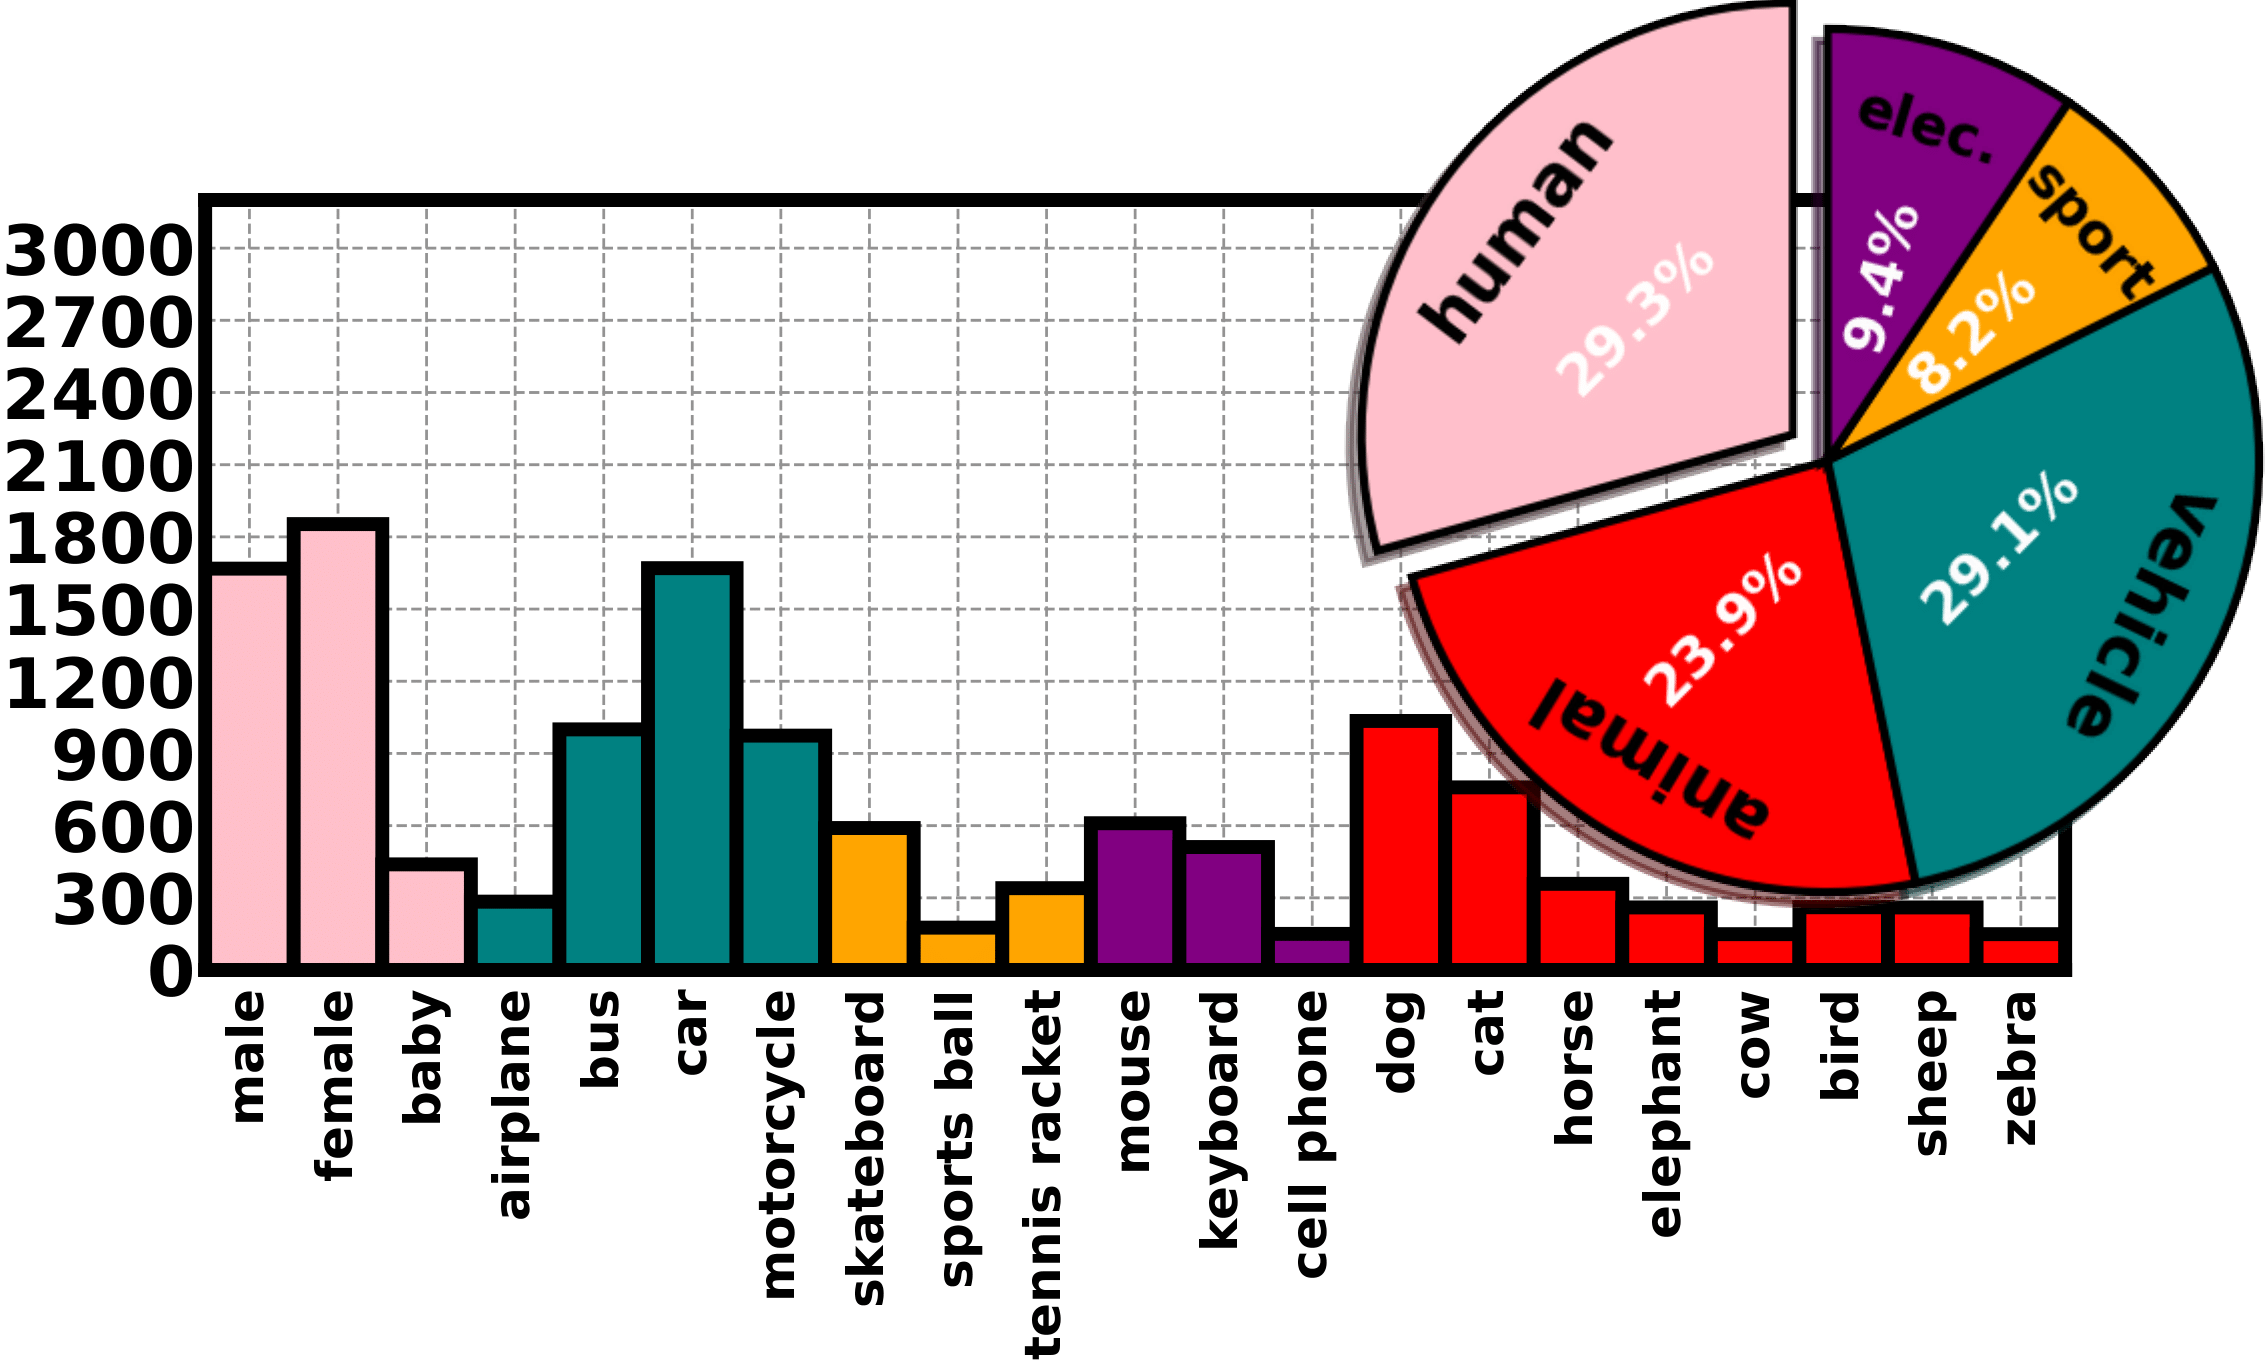 3000
2700
2400
2100
1800
1500
1200
900
600
300
0
male
female
baby
airplane
bus
car
motorcycle
skateboard
sports ball
tennis racket
mouse
keyboard
cell phone
dog
cat
horse
elephant
cow
bird
sheep
zebra
human
29.3%
elec.
9.4%
sport
8.2%
vehicle
29.1%
animal
23.9%